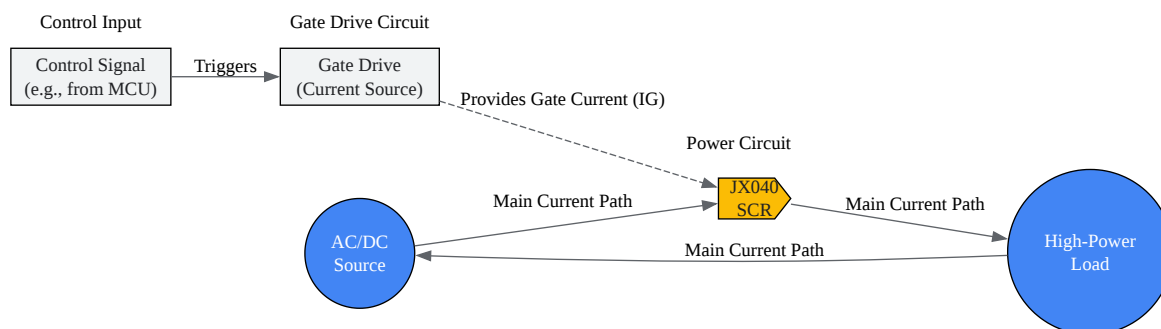 Control Input
Gate Drive Circuit
Control Signal
(e.g., from MCU)
Triggers
Gate Drive
(Current Source)
Provides Gate Current (IG)
Power Circuit
JX040
SCR
Main Current Path
Main Current Path
AC/DC
Source
Main Current Path
High-Power
Load